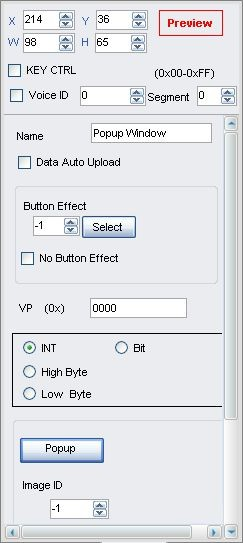 X 214 Y 36 Preview
W 98 H 65
KEY CTRL (0x00-0xFF)
Voice ID 0 Segment 0
Name Popup Window
Data Auto Upload
Button Effect
-1 Select
No Button Effect
VP (0x) 0000
INT Bit
High Byte
Low Byte
Popup
Image ID
-1